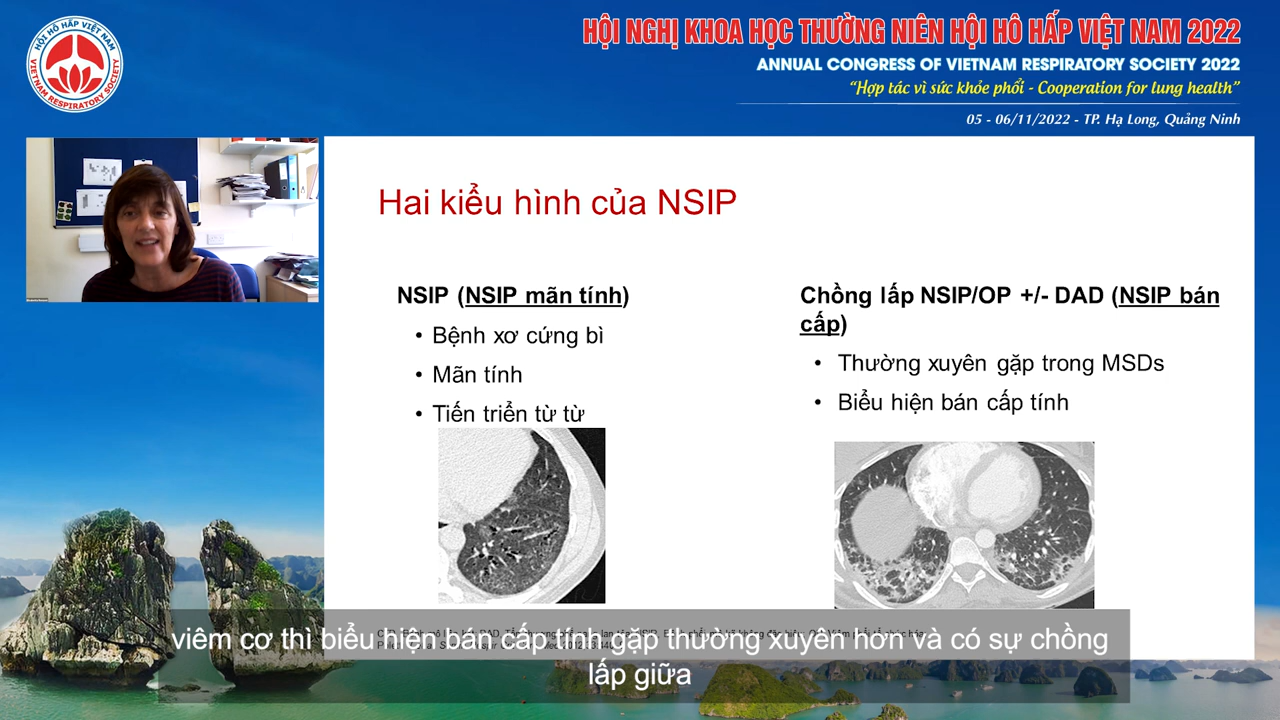 HỘI HÔ HẤP VIỆT NAM
VIETNAM RESPIRATORY SOCIETY
HỘI NGHỊ KHOA HỌC THƯỜNG NIÊN HỘI HÔ HẤP VIỆT NAM 2022
ANNUAL CONGRESS OF VIETNAM RESPIRATORY SOCIETY 2022
“Hợp tác vì sức khỏe phổi - Cooperation for lung health”
05 - 06/11/2022 - TP. Hạ Long, Quảng Ninh
Hai kiểu hình của NSIP
NSIP (NSIP mãn tính)
• Bệnh xơ cứng bì
• Mãn tính
• Tiến triển từ từ
Chồng lấp NSIP/OP +/- DAD (NSIP bán
cấp)
• Thường xuyên gặp trong MSDs
• Biểu hiện bán cấp tính
viêm cơ thì biểu hiện bán cấp tính, gặp thường xuyên hơn và có sự chồng
lấp giữa